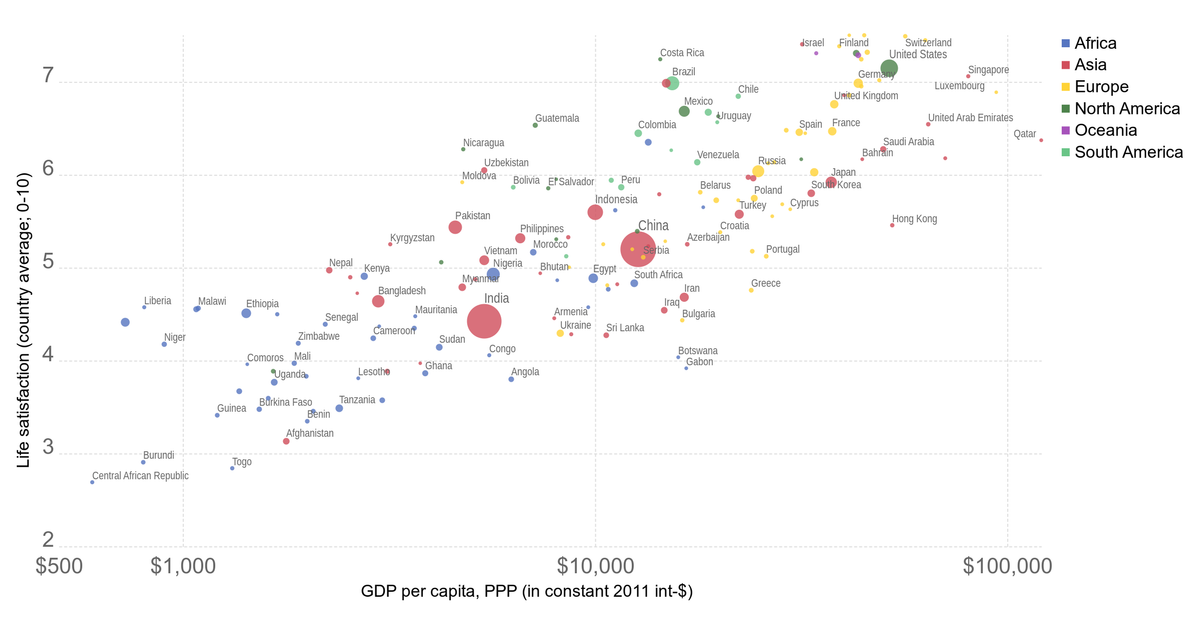 Israel
Finland
Switzerland
Africa
Costa Rica
United States
Asia
7
Brazil
Germany
Singapore
Luxembourg
Europe
Chile
United Kingdom
North America
Mexico
Guatemala
Uruguay
United Arab Emirates
Oceania
Colombia
Spain
France
Qatar
Nicaragua
Saudi Arabia
South America
Uzbekistan
Venezuela
Russia
Bahrain
6
Moldova
Bolivia
El Salvador
Peru
Belarus
Poland
South Korea
Japan
Indonesia
Turkey
Cyprus
Pakistan
Philippines
China
Croatia
Hong Kong
Kyrgyzstan
Morocco
Serbia
Azerbaijan
Portugal
5
Nepal
Kenya
Vietnam
Nigeria
Bhutan
Egypt
South Africa
Myanmar
Greece
Bangladesh
India
Iran
Liberia
Malawi
Ethiopia
Iraq
Mauritania
Armenia
Bulgaria
Senegal
Cameroon
Ukraine
Sri Lanka
Niger
Zimbabwe
Sudan
Congo
Botswana
4
Comoros
Mali
Ghana
Gabon
Uganda
Lesotho
Angola
Guinea
Burkina Faso
Tanzania
Benin
Afghanistan
3
Burundi
Togo
Central African Republic
2
$500
$1,000
$10,000
$100,000
GDP per capita, PPP (in constant 2011 int-$)
Life satisfaction (country average; 0-10)